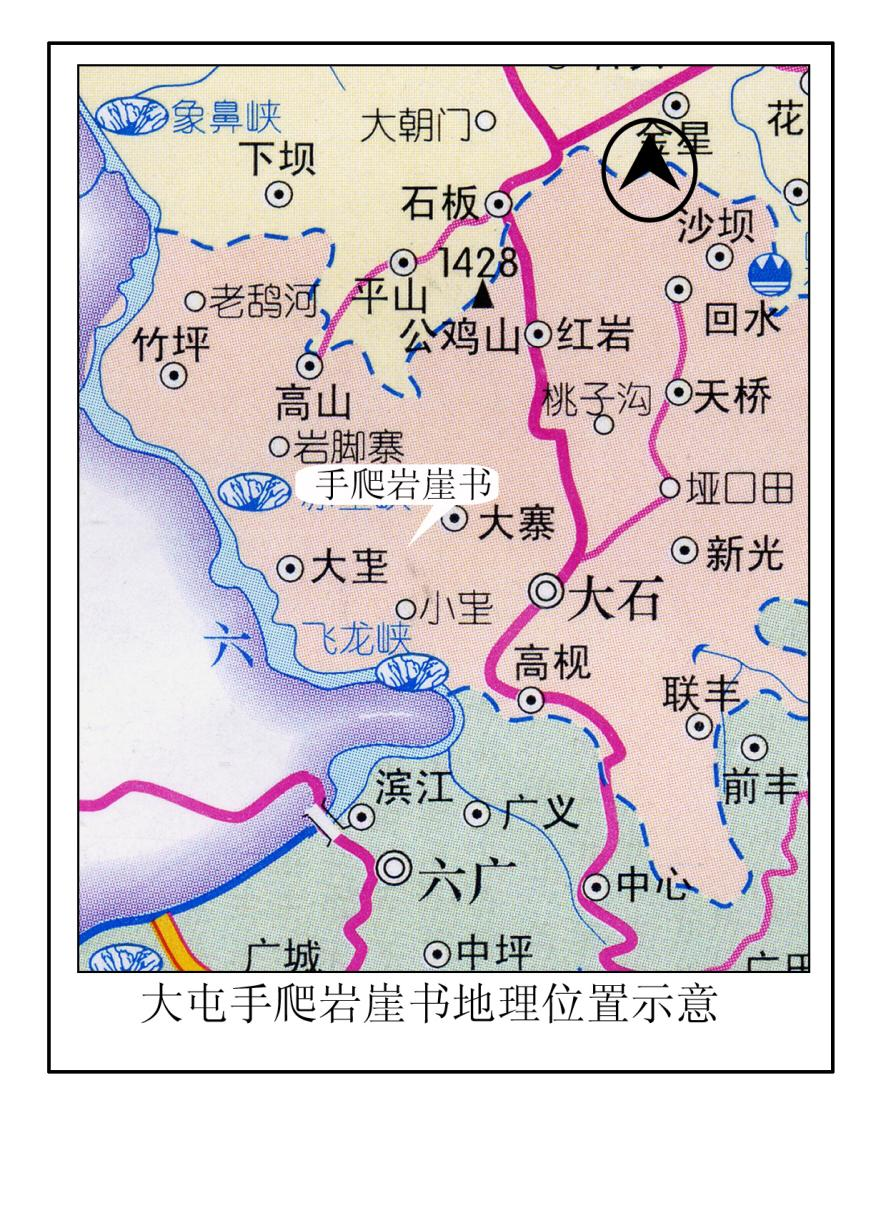 象鼻峡
大朝门
金星
花
下坝
石板
沙坝
1428
老鸹河
平山
回水
竹坪
公鸡山
红岩
高山
桃子沟
天桥
岩脚寨
手爬岩崖书
垭口田
大寨
新光
大
大石
小
飞龙峡
六
高枧
联丰
滨江
前丰
广义
六广
中心
广城
中坪
大屯手爬岩崖书地理位置示意